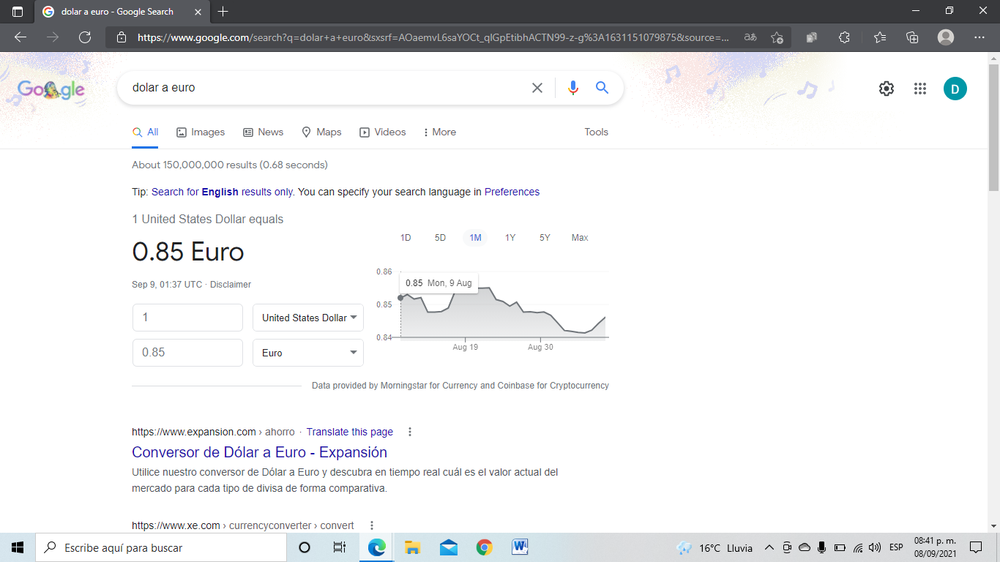 dolar a euro - Google Search
https://www.google.com/search?q=dolar+a+euro&sxsrf=AOaemvL6saYOCt_qlGpEtibhACTN99-z-g%3A1631151079875&source=...
Google
dolar a euro
D
All Images News Maps Videos More Tools
About 150,000,000 results (0.68 seconds)
Tip: Search for English results only. You can specify your search language in Preferences
1 United States Dollar equals
0.85 Euro
Sep 9, 01:37 UTC · Disclaimer
1 United States Dollar
0.85 Euro
1D 5D 1M 1Y 5Y Max
0.86
0.85 Mon, 9 Aug
0.85
0.84
Aug 19 Aug 30
Data provided by Morningstar for Currency and Coinbase for Cryptocurrency
https://www.expansion.com › ahorro · Translate this page
Conversor de Dólar a Euro - Expansión
Utilice nuestro conversor de Dólar a Euro y descubra en tiempo real cuál es el valor actual del
mercado para cada tipo de divisa de forma comparativa.
https://www.xe.com › currencyconverter › convert
Escribe aquí para buscar
16°C Lluvia
ESP
08:41 p. m.
08/09/2021